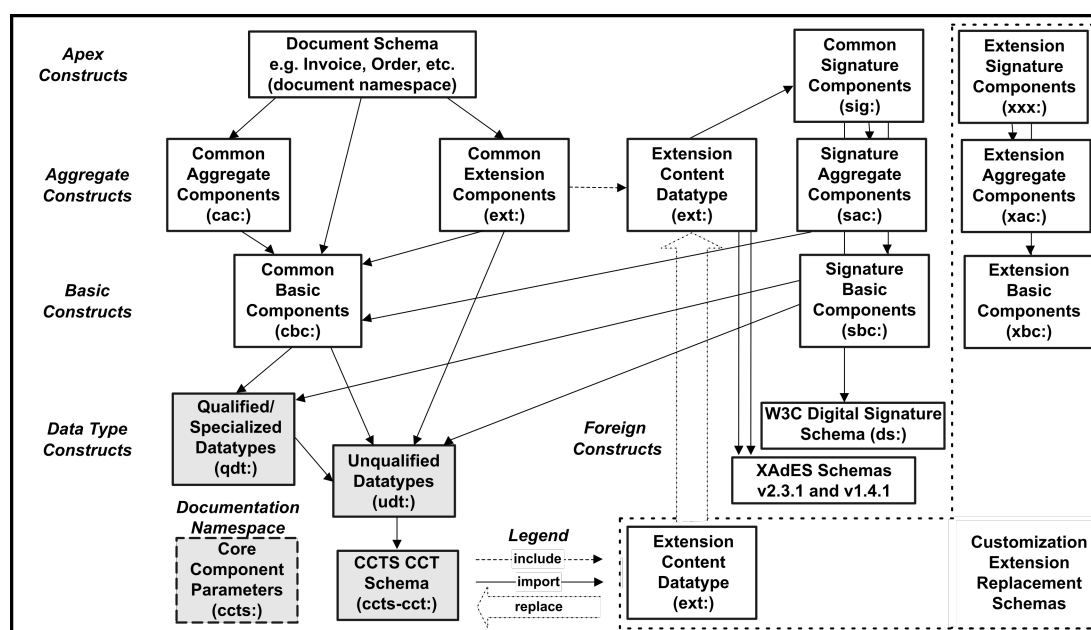 Apex
Constructs
Document Schema
e.g. Invoice, Order, etc.
(document namespace)
Common
Signature
Components
(sig:)
Extension
Signature
Components
(xxx:)
Aggregate
Constructs
Common
Aggregate
Components
(cac:)
Common
Extension
Components
(ext:)
Extension
Content
Datatype
(ext:)
Signature
Aggregate
Components
(sac:)
Extension
Aggregate
Components
(xac:)
Basic
Constructs
Common
Basic
Components
(cbc:)
Signature
Basic
Components
(sbc:)
Extension
Basic
Components
(xbc:)
Data Type
Constructs
Qualified/
Specialized
Datatypes
(qdt:)
Unqualified
Datatypes
(udt:)
Foreign
Constructs
W3C Digital Signature
Schema (ds:)
XAdES Schemas
v2.3.1 and v1.4.1
Documentation
Namespace
Core
Component
Parameters
(ccts:)
CCTS CCT
Schema
(ccts-cct:)
Legend
include
import
replace
Extension
Content
Datatype
(ext:)
Customization
Extension
Replacement
Schemas